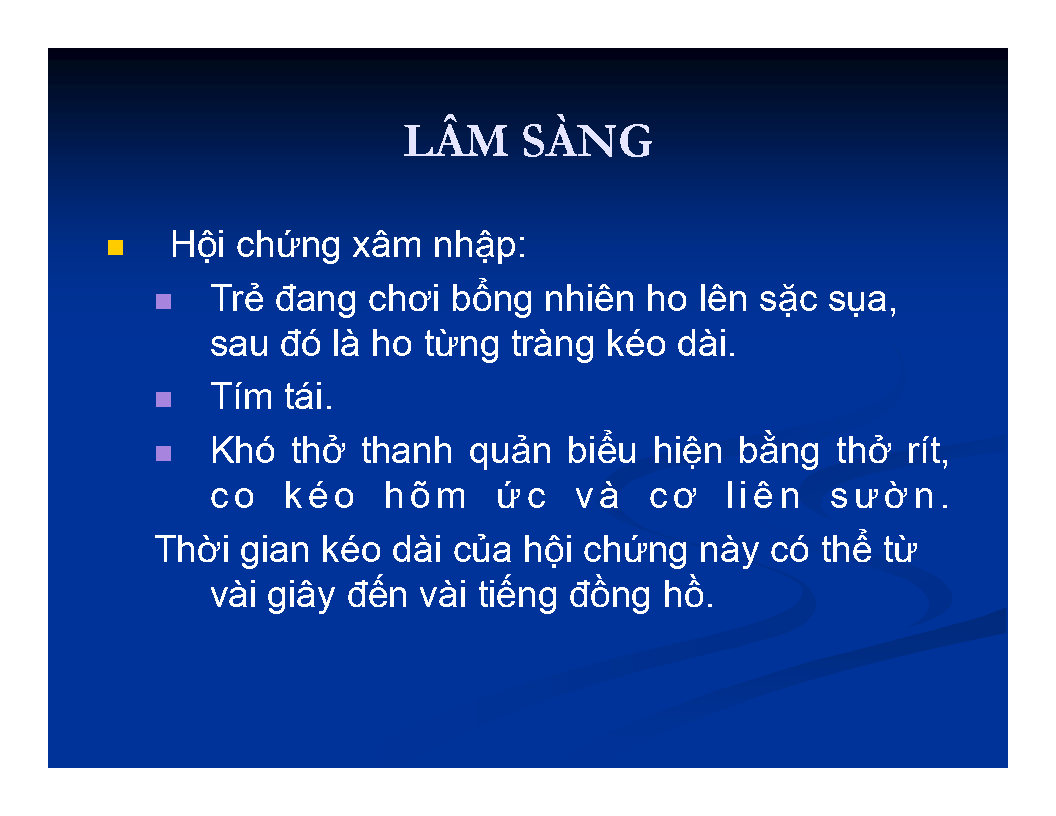 LÂM SÀNG
Hội chứng xâm nhập:
Trẻ đang chơi bổng nhiên ho lên sặc sụa,
sau đó là ho từng tràng kéo dài.
Tím tái.
Khó thở thanh quản biểu hiện bằng thở rít,
co kéo hõm ức và cơ liên sườn.
Thời gian kéo dài của hội chứng này có thể từ
vài giây đến vài tiếng đồng hồ.